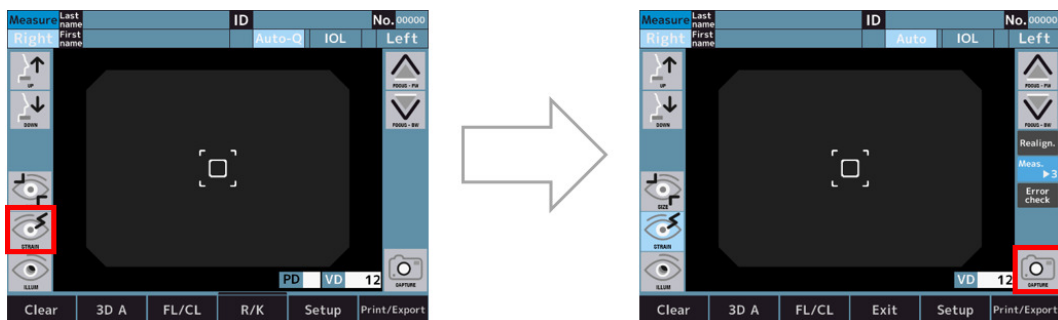 Measure Last name ID No. 00000
Right First name Auto-Q IOL Left
UP
FOCUS - FW
DOWN
FOCUS - BW
STRAIN
ILLUM
CAPTURE
PD VD 12
Clear 3D A FL/CL R/K Setup Print/Export
Measure Last name ID No. 00000
Right First name Auto IOL Left
UP
FOCUS - FW
DOWN
FOCUS - BW
Realign.
Meas. ▶3
Error check
SIZE
STRAIN
ILLUM
CAPTURE
VD 12
Clear 3D A FL/CL Exit Setup Print/Export